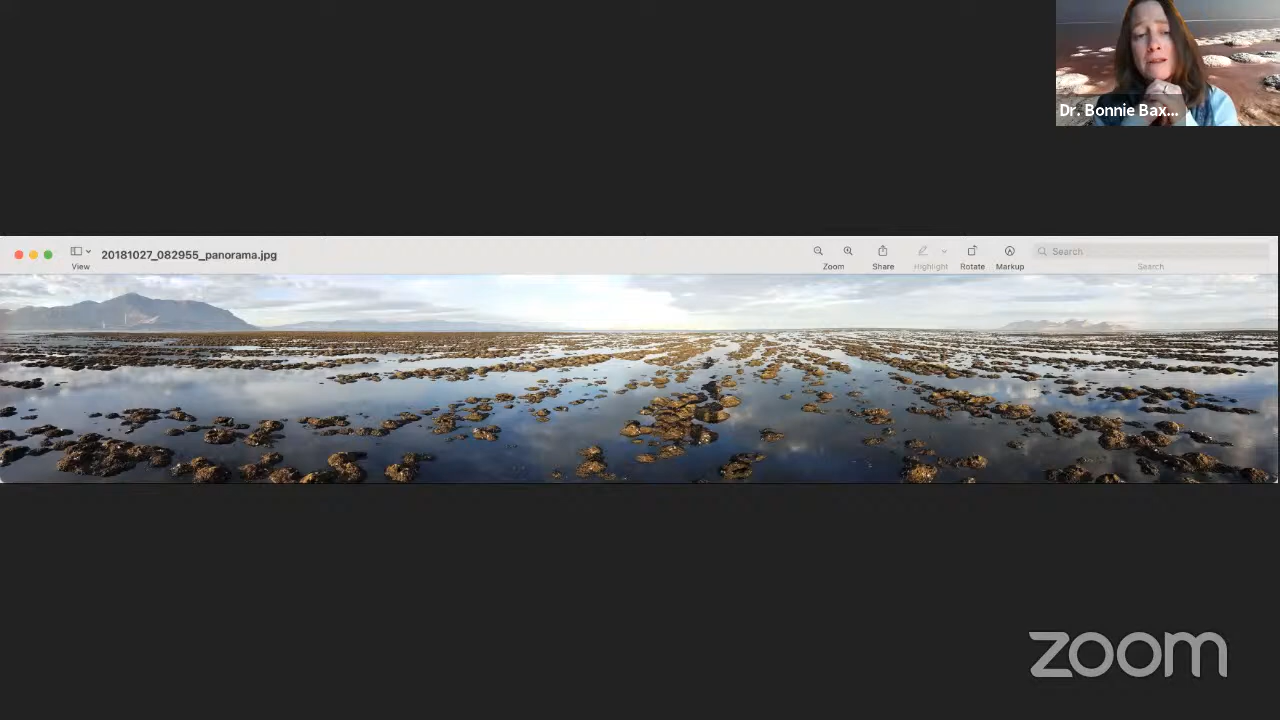 Dr. Bonnie Bax...
20181027_082955_panorama.jpg
View
Zoom
Share
Highlight
Rotate
Markup
Search
Search
zoom